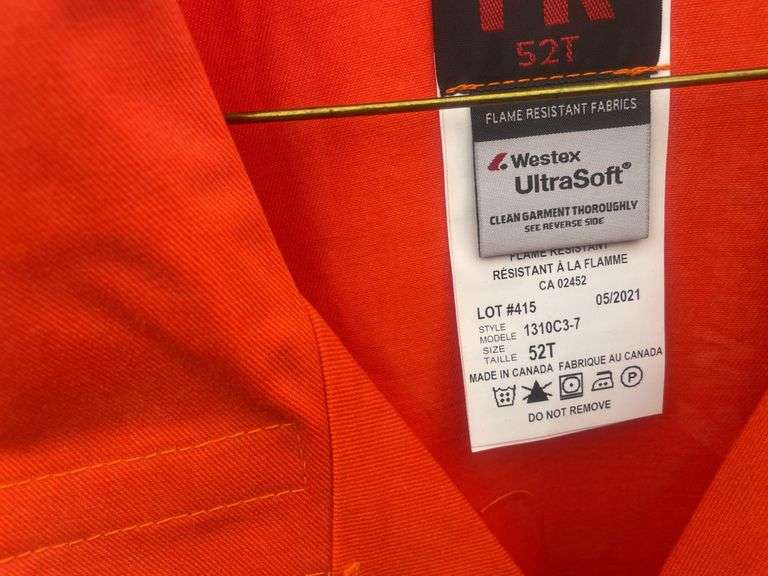 FR
52T
FLAME RESISTANT FABRICS
Westex
UltraSoft®
CLEAN GARMENT THOROUGHLY
SEE REVERSE SIDE
FLAME RESISTANT
RÉSISTANT À LA FLAMME
CA 02452
LOT #415 05/2021
STYLE
MODELE 1310C3-7
SIZE
TAILLE 52T
MADE IN CANADA FABRIQUE AU CANADA
P
DO NOT REMOVE